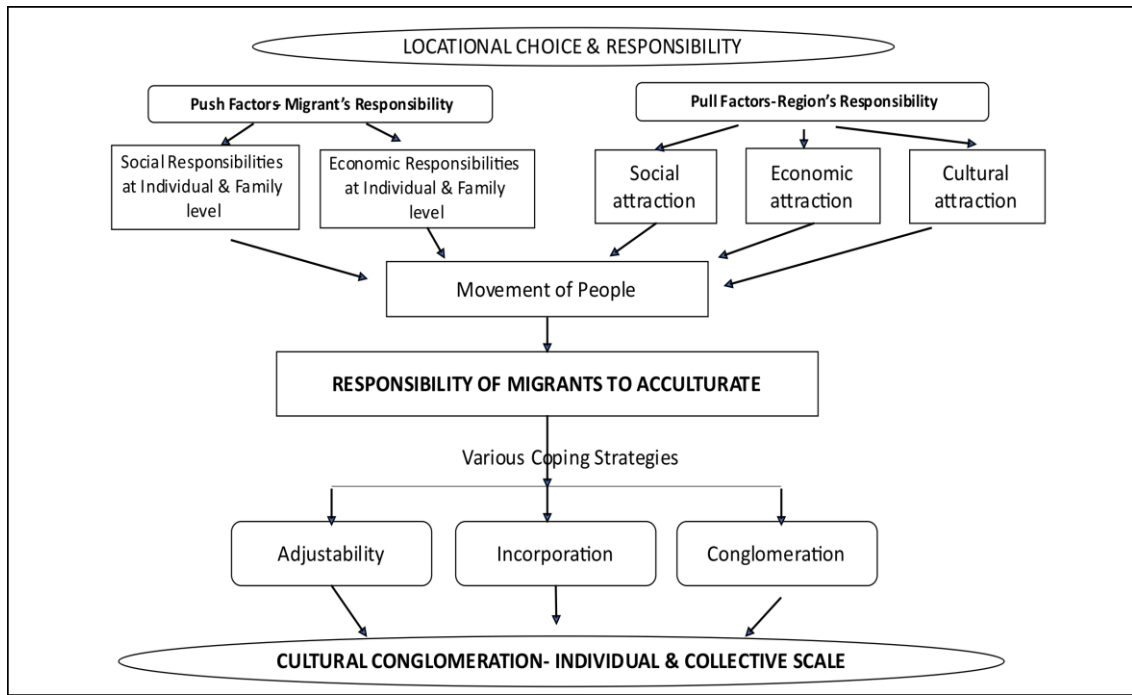 LOCATIONAL CHOICE & RESPONSIBILITY
Push Factors- Migrant's Responsibility
Pull Factors-Region's Responsibility
Social Responsibilities
at Individual & Family
level
Economic Responsibilities
at Individual & Family
level
Social
attraction
Economic
attraction
Cultural
attraction
Movement of People
RESPONSIBILITY OF MIGRANTS TO ACCULTURATE
Various Coping Strategies
Adjustability
Incorporation
Conglomeration
CULTURAL CONGLOMERATION- INDIVIDUAL & COLLECTIVE SCALE